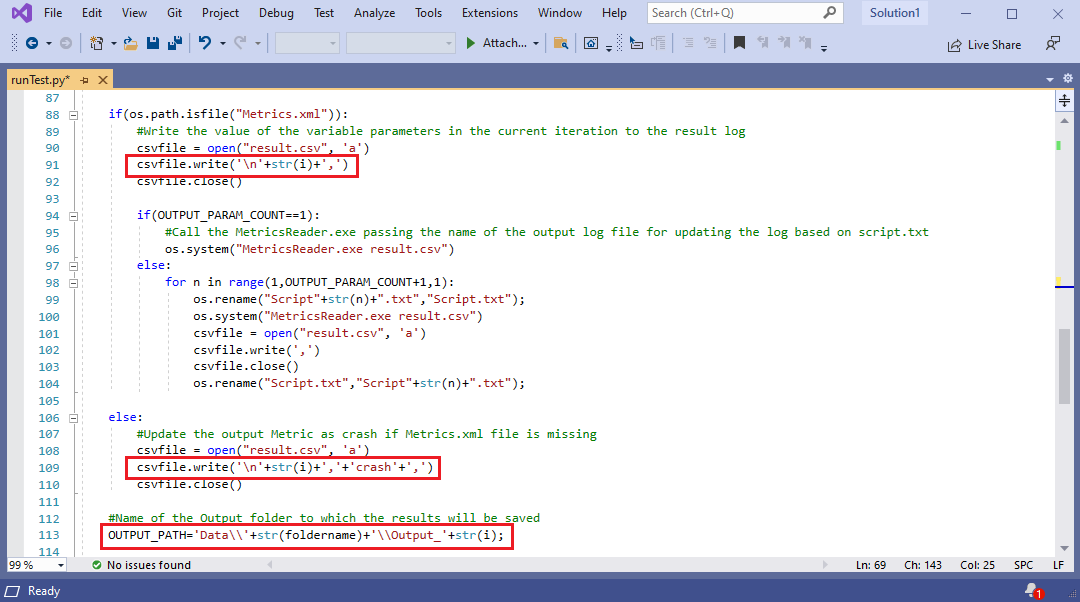 File Edit View Git Project Debug Test Analyze Tools Extensions Window Help Search (Ctrl+Q) Solution1
Attach... Live Share
runTest.py*
87
88 if(os.path.isfile("Metrics.xml")):
89 #Write the value of the variable parameters in the current iteration to the result log
90 csvfile = open("result.csv", 'a')
91 csvfile.write('\n'+str(i)+',')
92 csvfile.close()
93
94 if(OUTPUT_PARAM_COUNT==1):
95 #Call the MetricsReader.exe passing the name of the output log file for updating the log based on script.txt
96 os.system("MetricsReader.exe result.csv")
97 else:
98 for n in range(1,OUTPUT_PARAM_COUNT+1,1):
99 os.rename("Script"+str(n)+".txt","Script.txt");
100 os.system("MetricsReader.exe result.csv")
101 csvfile = open("result.csv", 'a')
102 csvfile.write(',')
103 csvfile.close()
104 os.rename("Script.txt","Script"+str(n)+".txt");
105
106 else:
107 #Update the output Metric as crash if Metrics.xml file is missing
108 csvfile = open("result.csv", 'a')
109 csvfile.write('\n'+str(i)+','+'crash'+',')
110 csvfile.close()
111
112 #Name of the Output folder to which the results will be saved
113 OUTPUT_PATH='Data\\'+str(foldername)+'\\Output_'+str(i);
114
99 % No issues found Ln: 69 Ch: 143 Col: 25 SPC LF
Ready 1